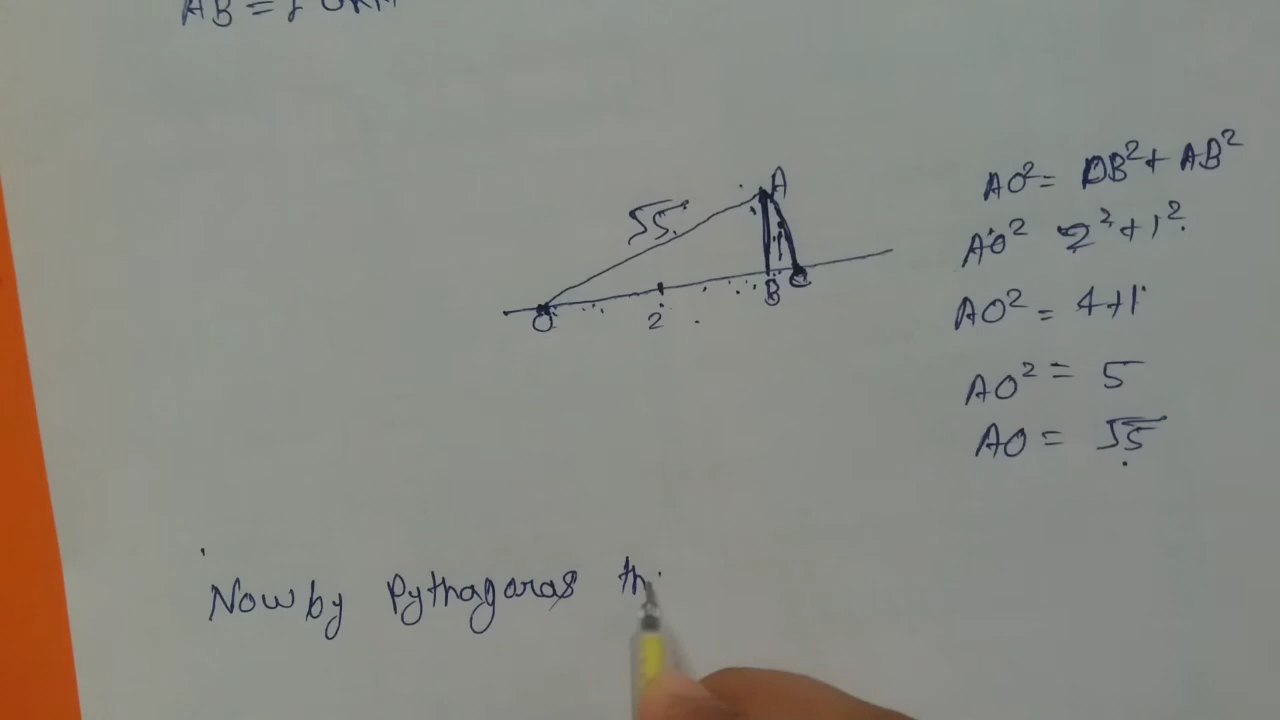 AB =
A
√5
O
2
B
C
AO² = OB² + AB²
AO² 2² + 1²
AO² = 4+1
AO² = 5
AO = √5
Now by Pythagoras th